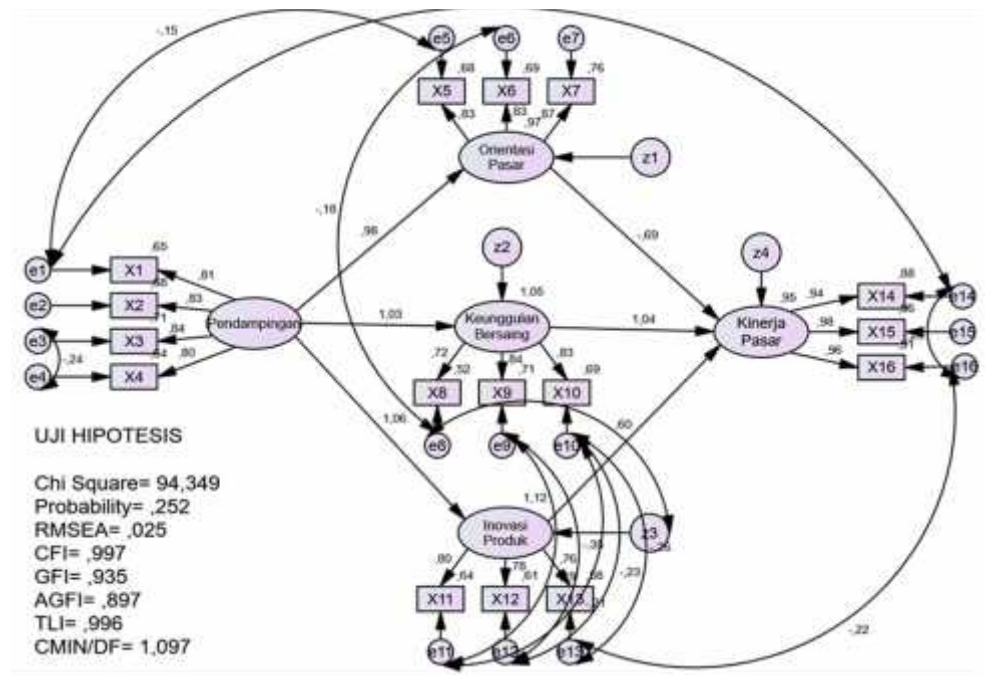 -,15
e5
e6
e7
,68
,69
,76
X5
X6
X7
,83
,83
,97
,87
Orientasi
Pasar
z1
-,18
,98
-,69
z2
z4
,65
e1
X1
,81
1,05
,88
e2
X2
,83
Pendampingan
1,03
Keunggulan
Bersaing
1,04
Kinerja
Pasar
,95
,94
X14
e14
e3
X3
,84
,98
X15
e15
-,24
e4
X4
,80
,96
X16
e16
,72
,52
,84
,71
,83
,69
X8
X9
X10
1,06
,60
e8
e9
e10
UJI HIPOTESIS
Chi Square= 94,349
Probability= ,252
RMSEA= ,025
CFI= ,997
GFI= ,935
AGFI= ,897
TLI= ,996
CMIN/DF= 1,097
1,12
Inovasi
Produk
z3
-,23
,80
,64
,78
,61
,76
X11
X12
X13
-,22
e11
e12
e13